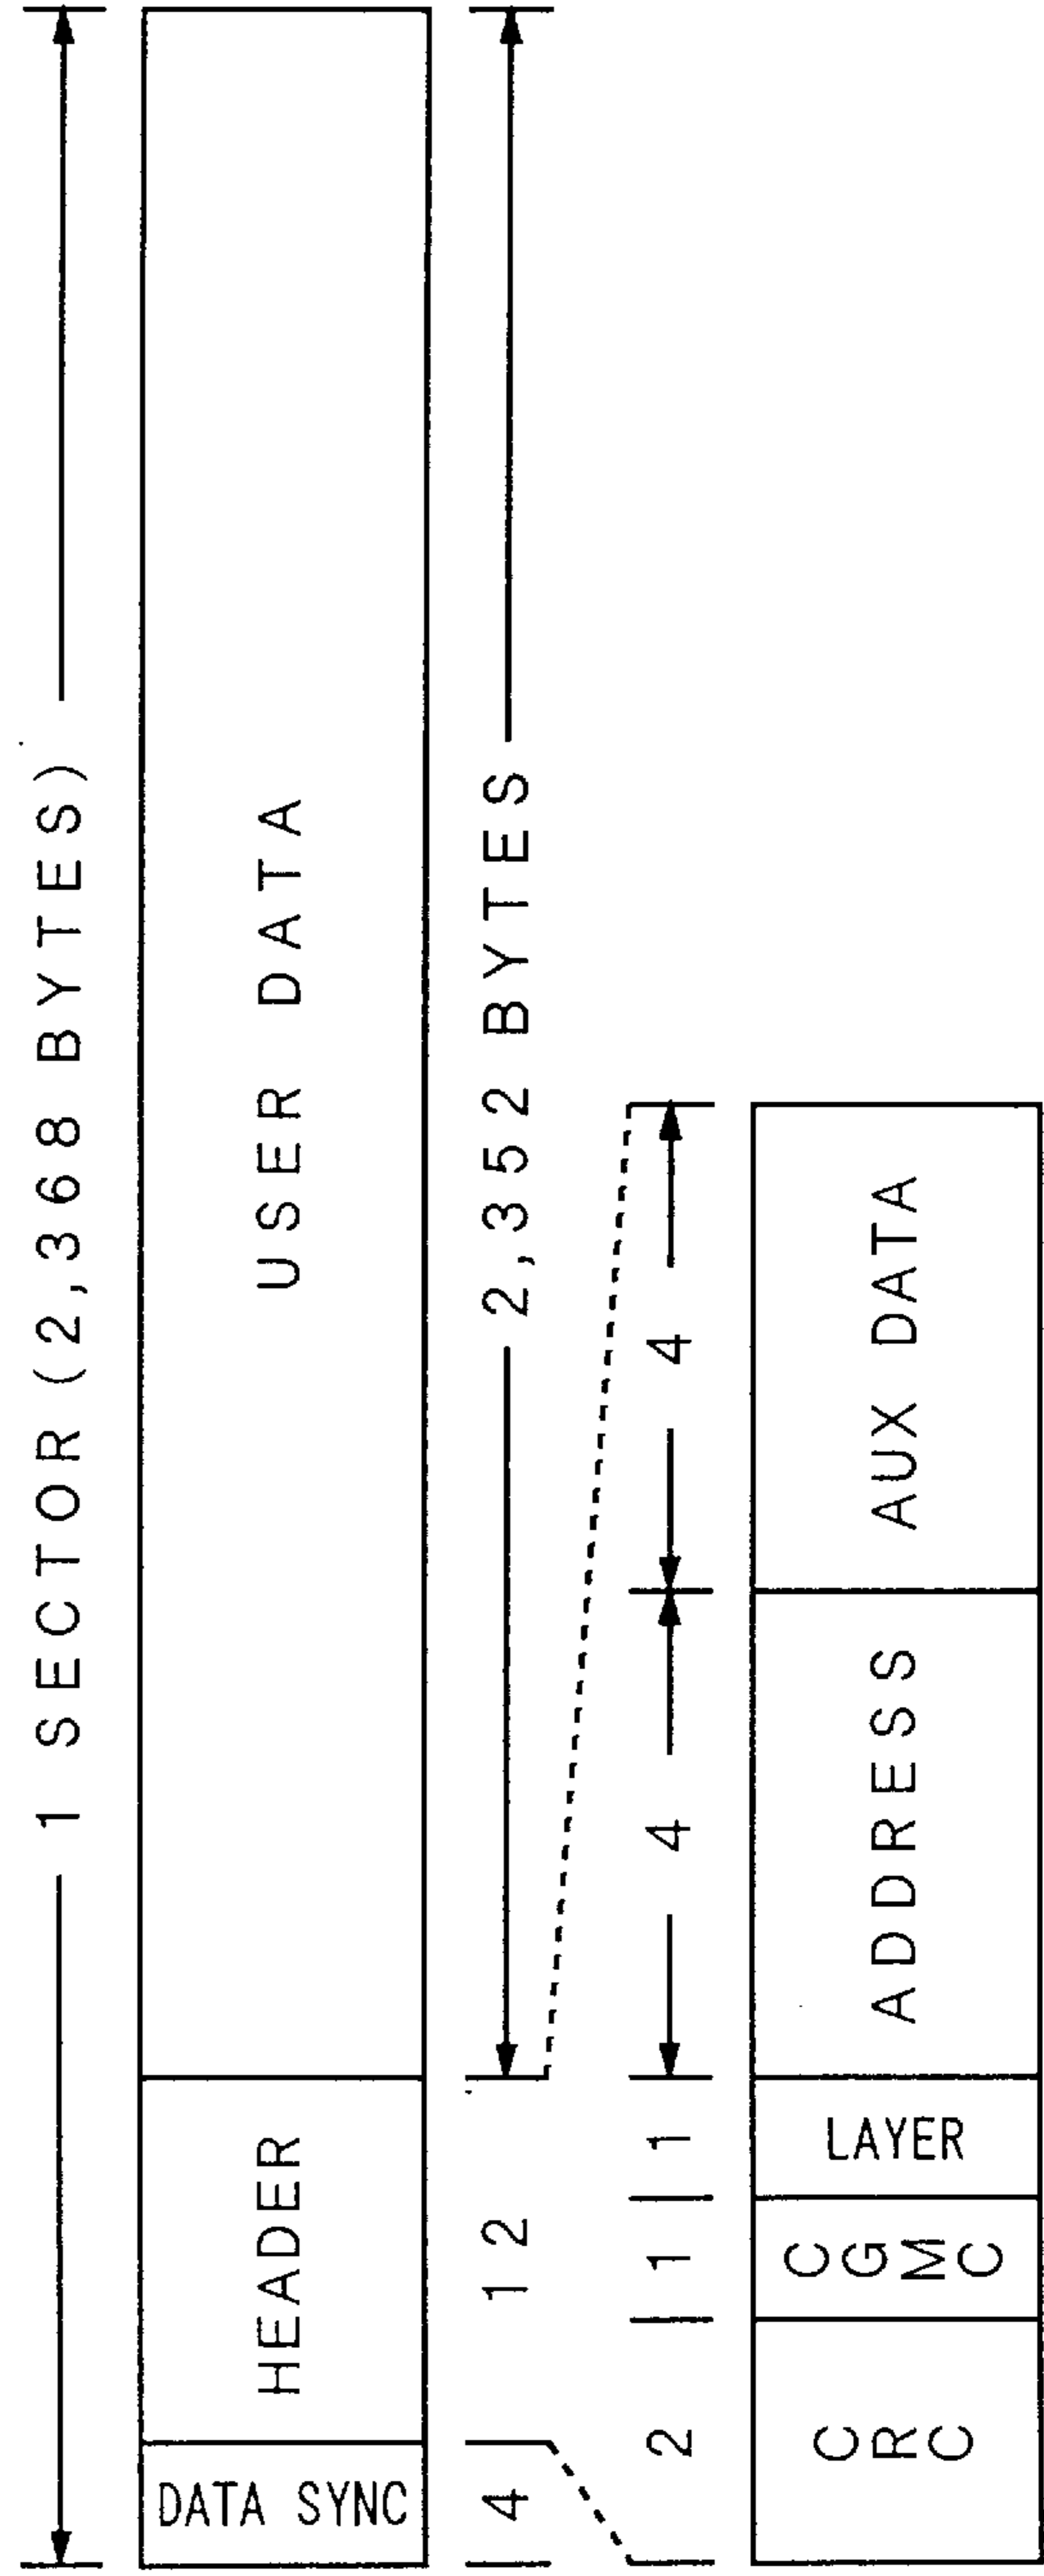 1 SECTOR (2,368 BYTES)
DATA SYNC
HEADER
USER DATA
4
12
2,352 BYTES
2
1
1
4
4
CRC
CGMC
LAYER
ADDRESS
AUX DATA